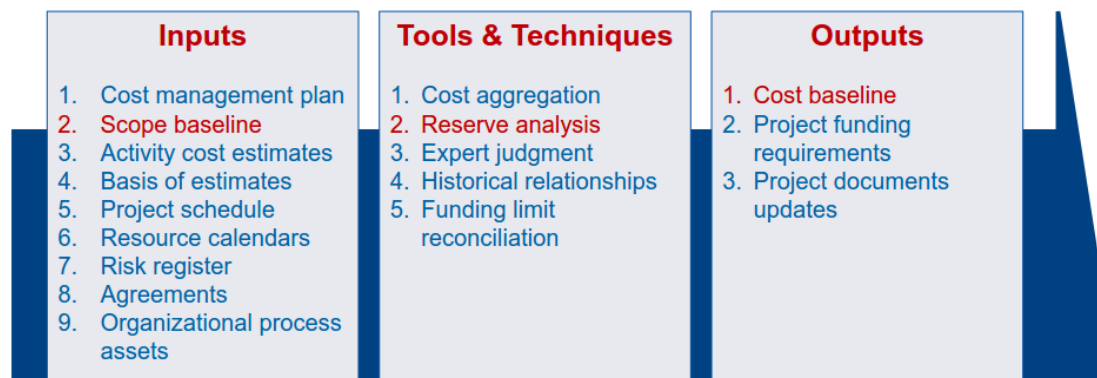 Inputs
1. Cost management plan
2. Scope baseline
3. Activity cost estimates
4. Basis of estimates
5. Project schedule
6. Resource calendars
7. Risk register
8. Agreements
9. Organizational process
assets
Tools & Techniques
1. Cost aggregation
2. Reserve analysis
3. Expert judgment
4. Historical relationships
5. Funding limit
reconciliation
Outputs
1. Cost baseline
2. Project funding
requirements
3. Project documents
updates